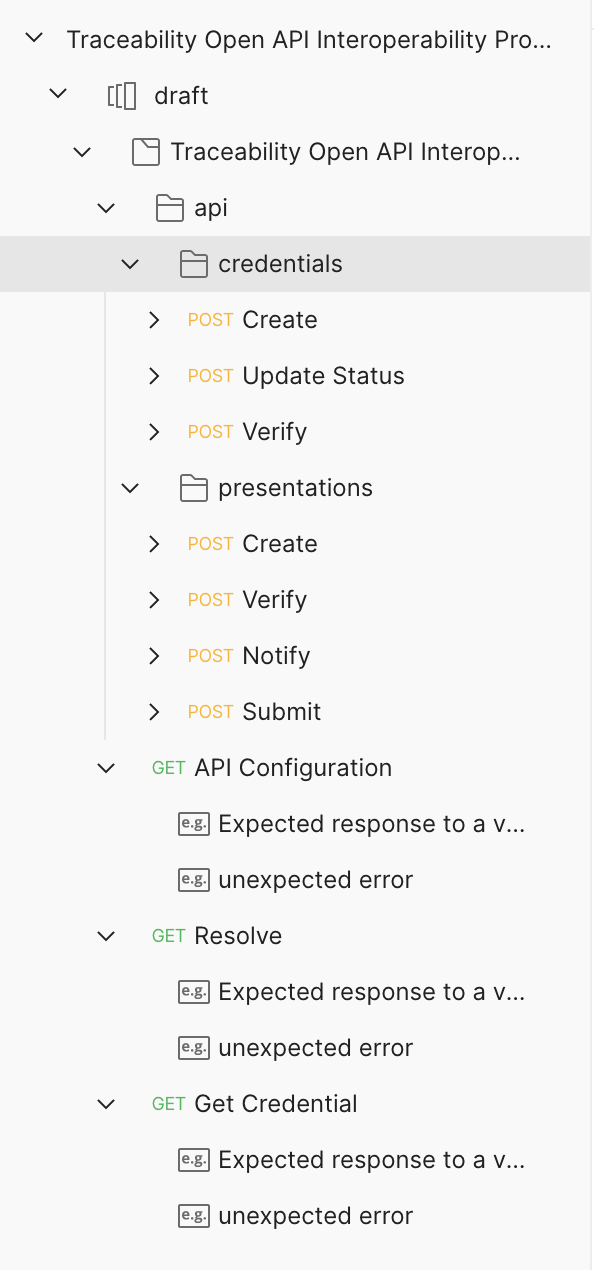 Traceability Open API Interoperability Pro...
draft
Traceability Open API Interop...
api
credentials
POST Create
POST Update Status
POST Verify
presentations
POST Create
POST Verify
POST Notify
POST Submit
GET API Configuration
e.g. Expected response to a v...
e.g. unexpected error
GET Resolve
e.g. Expected response to a v...
e.g. unexpected error
GET Get Credential
e.g. Expected response to a v...
e.g. unexpected error